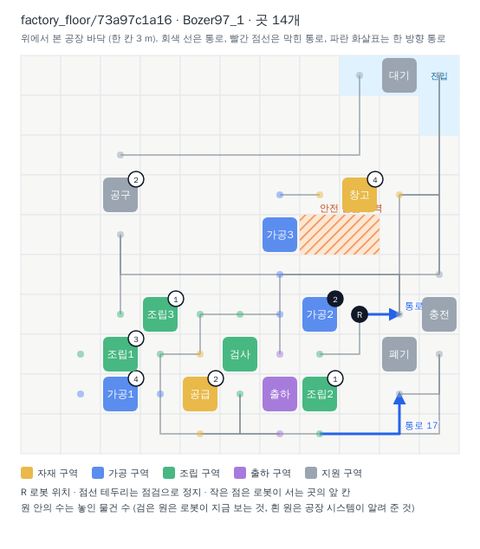 factory_floor/73a97c1a16 · Bozer97_1 · 곳 14개
위에서 본 공장 바닥 (한 칸 3 m). 회색 선은 통로, 빨간 점선은 막힌 통로, 파란 화살표는 한 방향 통로
대기
전립
2
공구
4
창고
안전
역
가공3
1
조립3
2
가공2
R
통로
충전
3
조립1
검사
폐기
4
가공1
2
공급
출하
1
조립2
통로 17
자재 구역
가공 구역
조립 구역
출하 구역
지원 구역
R 로봇 위치 · 점선 테두리는 점검으로 정지 · 작은 점은 로봇이 서는 곳의 앞 칸
원 안의 수는 놓인 물건 수 (검은 원은 로봇이 지금 보는 것, 흰 원은 공장 시스템이 알려 준 것)